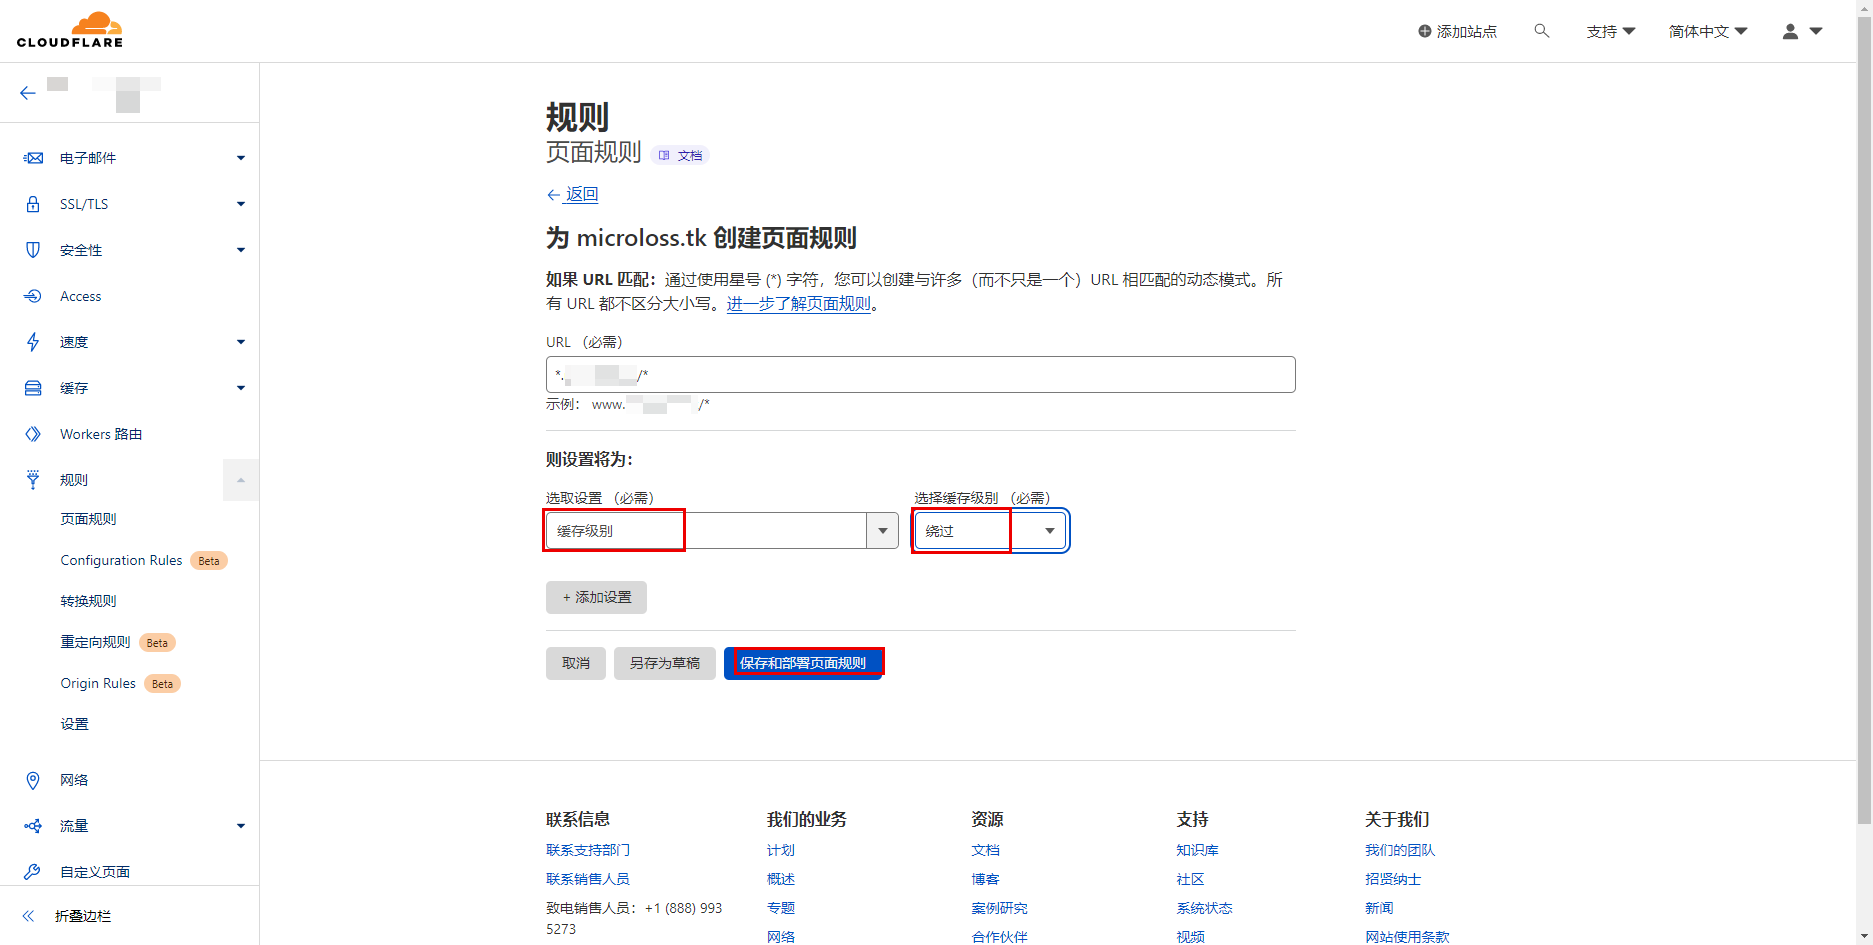 CLOUDFLARE
添加站点
支持
简体中文
电子邮件
SSL/TLS
安全性
Access
速度
缓存
Workers 路由
规则
页面规则
Configuration Rules Beta
转换规则
重定向规则 Beta
Origin Rules Beta
设置
网络
流量
自定义页面
折叠边栏
规则
页面规则 文档
返回
为 microloss.tk 创建页面规则
如果 URL 匹配：通过使用星号 (*) 字符，您可以创建与许多（而不只是一个）URL 相匹配的动态模式。所
有 URL 都不区分大小写。进一步了解页面规则。
URL （必需）
*. /*
示例： www. /*
则设置将为：
选取设置 （必需） 选择缓存级别 （必需）
缓存级别 绕过
+ 添加设置
取消 另存为草稿 保存和部署页面规则
联系信息
联系支持部门
联系销售人员
致电销售人员：+1 (888) 993
5273
我们的业务
计划
概述
专题
网络
资源
文档
博客
案例研究
合作伙伴
支持
知识库
社区
系统状态
视频
关于我们
我们的团队
招贤纳士
新闻
网站使用条款